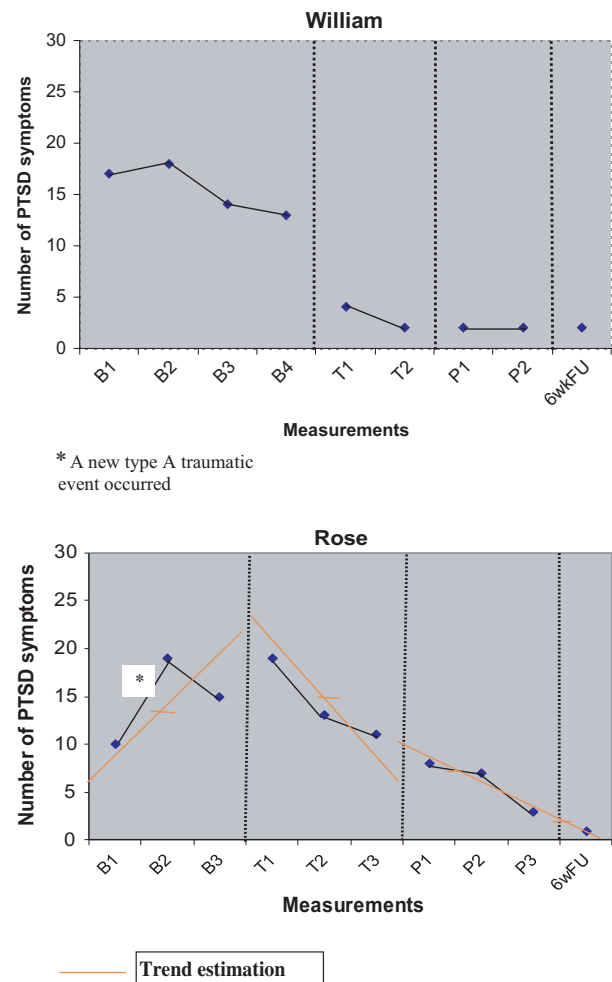 William
Number of PTSD symptoms
30
25
20
15
10
5
0
B1 B2 B3 B4 T1 T2 P1 P2 6wkFU
Measurements
* A new type A traumatic
event occurred
Rose
Number of PTSD symptoms
30
25
20
15
10
5
0
*
B1 B2 B3 T1 T2 T3 P1 P2 P3 6wFU
Measurements
Trend estimation